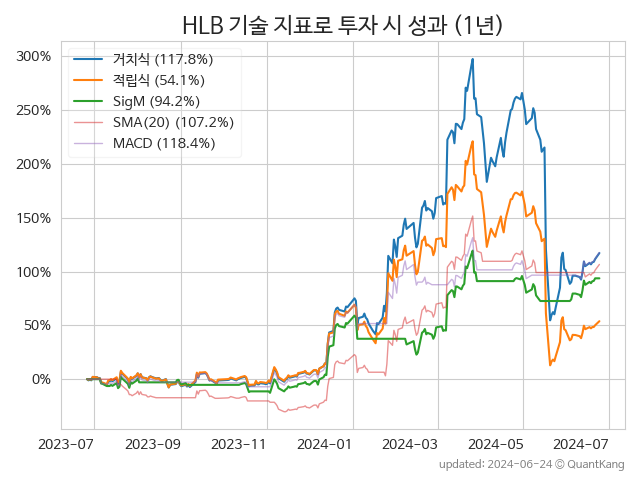 HLB 기술 지표로 투자 시 성과 (1년)
300%
250%
200%
150%
100%
50%
0%
거치식 (117.8%)
적립식 (54.1%)
SigM (94.2%)
SMA(20) (107.2%)
MACD (118.4%)
2023-07
2023-09
2023-11
2024-01
2024-03
2024-05
2024-07
updated: 2024-06-24 © QuantKang